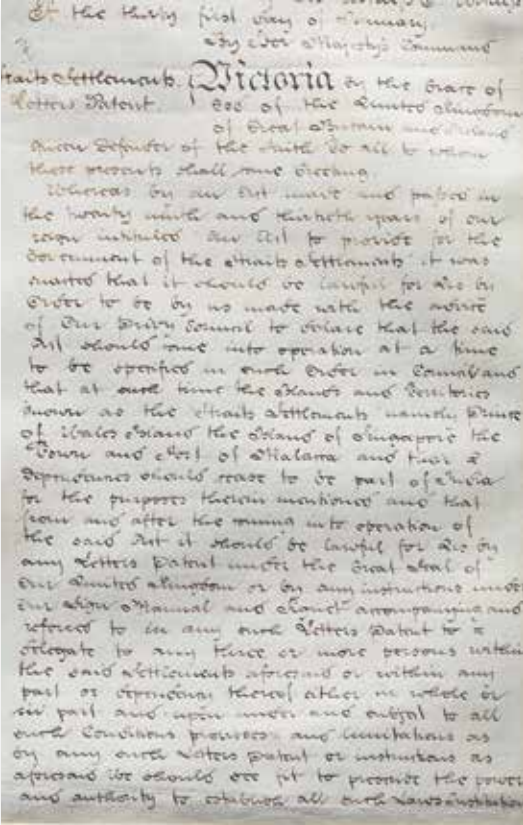 the thirty first day of
By Her Majesty's Command
Straits Settlements. Victoria by the Grace of
Letters Patent. God of the United Kingdom
of Great Britain and Ireland
Queen Defender of the Faith To all to whom
these presents shall come Greeting.
Whereas by an Act made and passed in
the twenty ninth and thirtieth years of our
reign intituled An Act to provide for the
Government of the Straits Settlements it was
enacted that it should be lawful for Us by
Order to be by us made with the advice
of Our Privy Council to declare that the said
Act should come into operation at a time
to be specified in such Order in Council and
that at such time the Islands and Territories
known as the Straits Settlements namely Prince
of Wales Island the Island of Singapore the
Town and Fort of Malacca and their
Dependencies should cease to be part of India
for the purposes therein mentioned and that
from and after the coming into operation of
the said Act it should be lawful for Us by
any Letters Patent under the Great Seal of
Our United Kingdom or by any instructions under
Our Sign Manual and Signet accompanying and
referred to in any such Letters Patent to
delegate to any three or more persons within
the said Settlements aforesaid or within any
part or dependency thereof either in whole or
in part and upon under and subject to all
such Conditions provisoes and limitations as
by any such Letters Patent or instructions as
aforesaid We should see fit to prescribe the power
and authority to establish all such Laws institutions